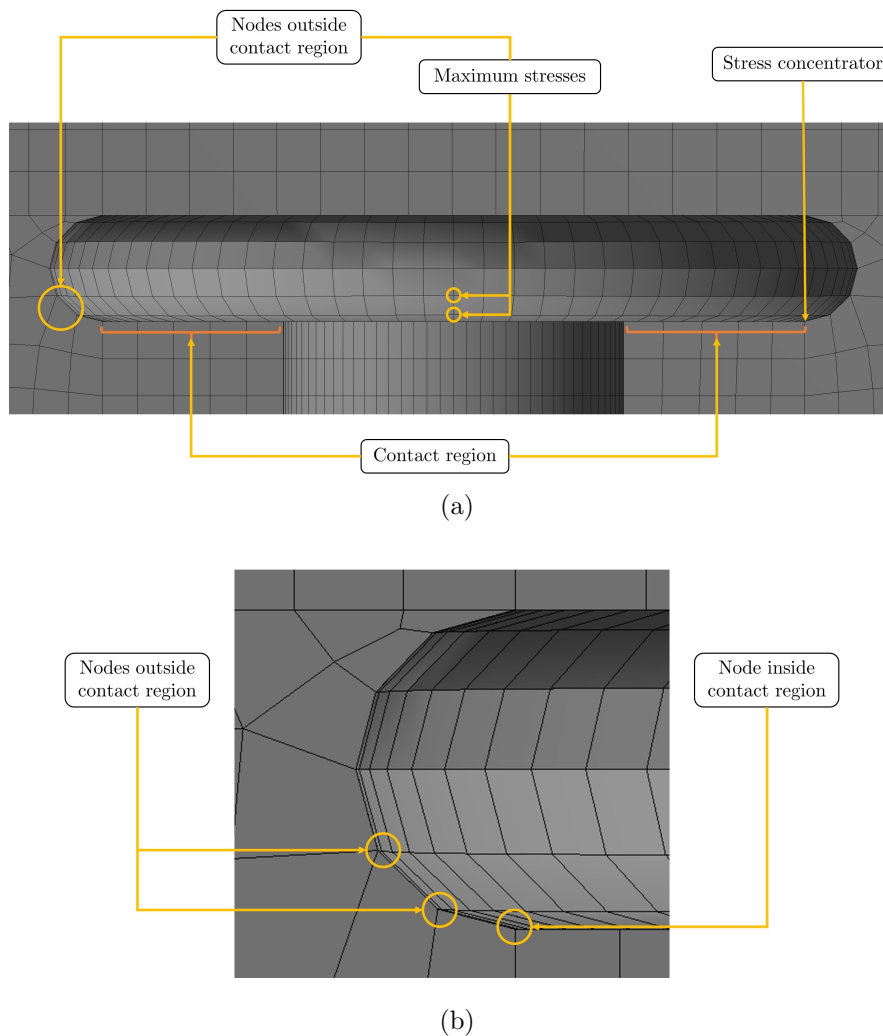 Nodes outside
contact region
Maximum stresses
Stress concentrator
Contact region
(a)
Nodes outside
contact region
Node inside
contact region
(b)